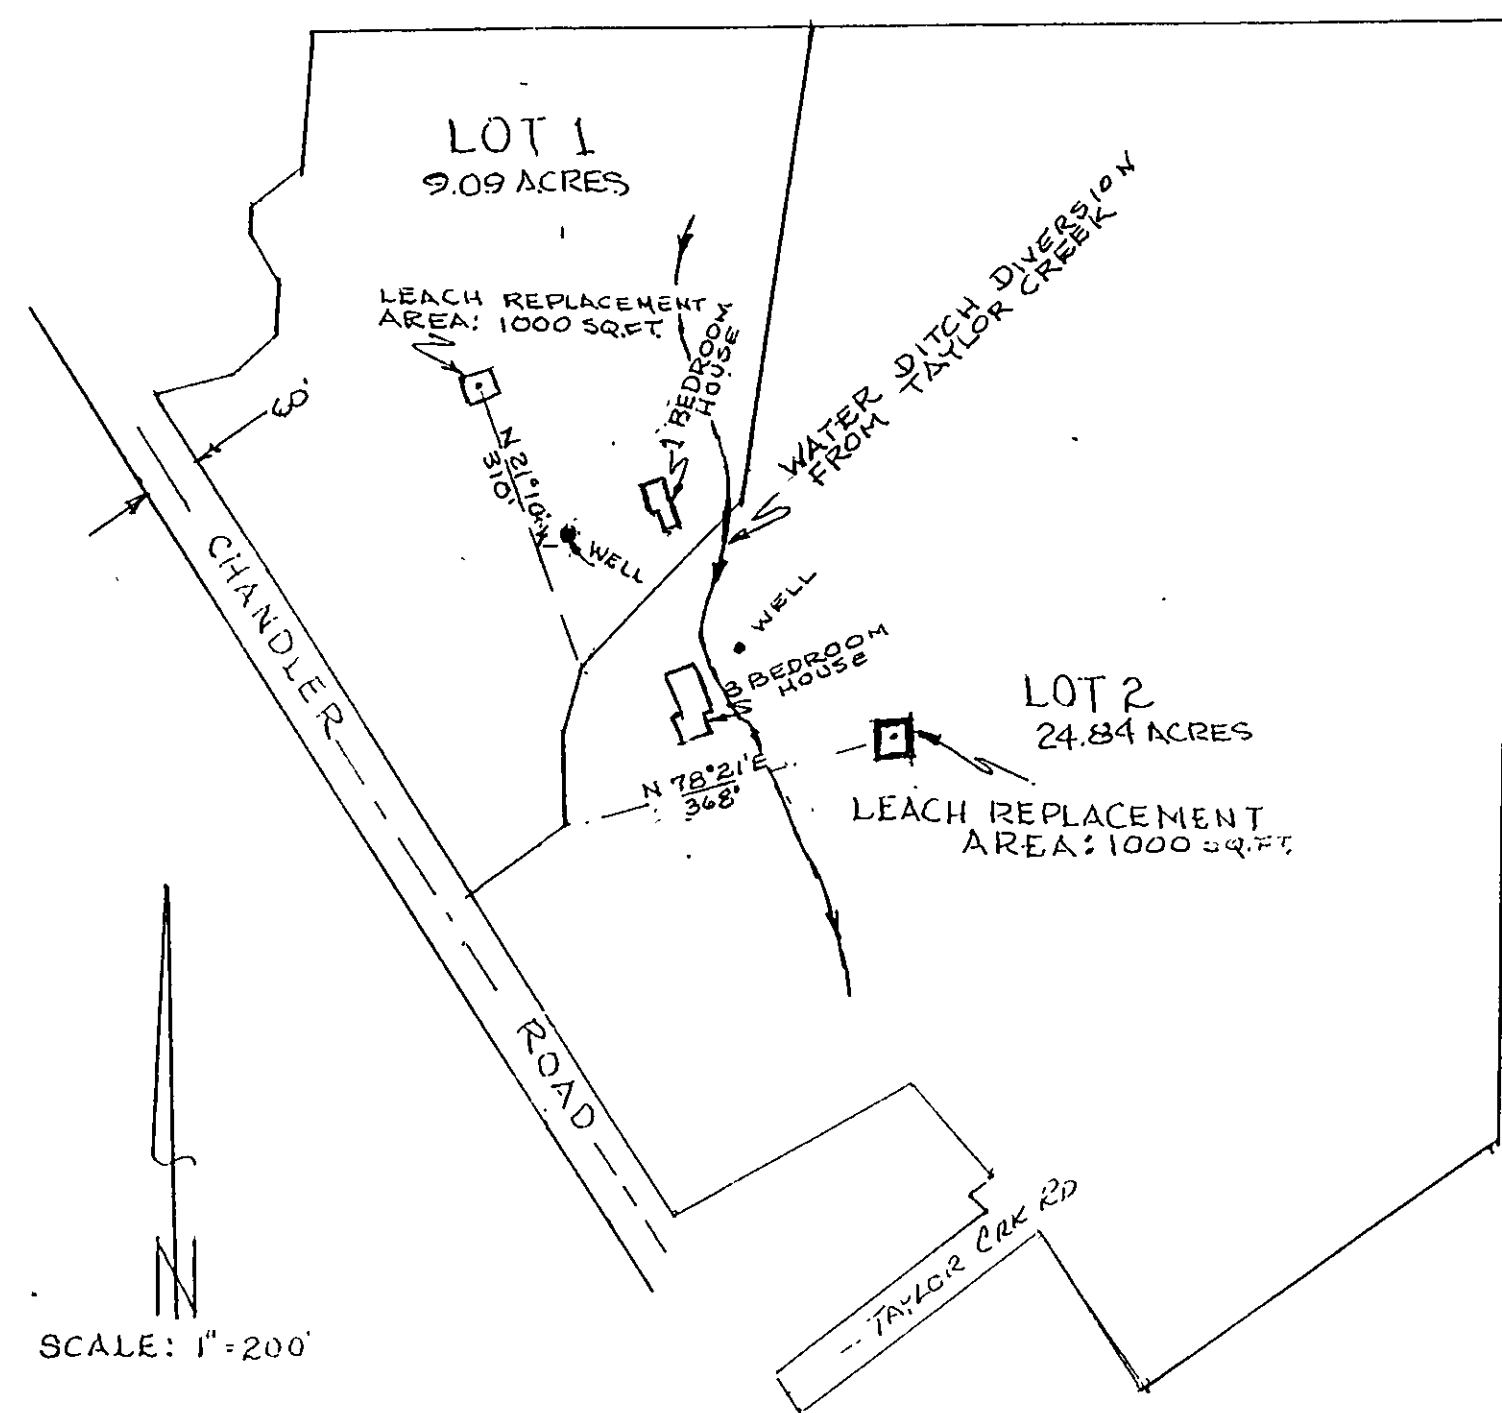 LOT 1
9.09 ACRES
LEACH REPLACEMENT
AREA: 1000 SQ.FT.
1 BEDROOM
HOUSE
WATER DITCH DIVERSION
FROM TAYLOR CREEK
N 21°10'W
310'
WELL
CHANDLER ROAD
WELL
3 BEDROOM
HOUSE
LOT 2
24.84 ACRES
N 78°21'E
368'
LEACH REPLACEMENT
AREA: 1000 SQ.FT.
TAYLOR CRK RD
N
SCALE: 1"=200'